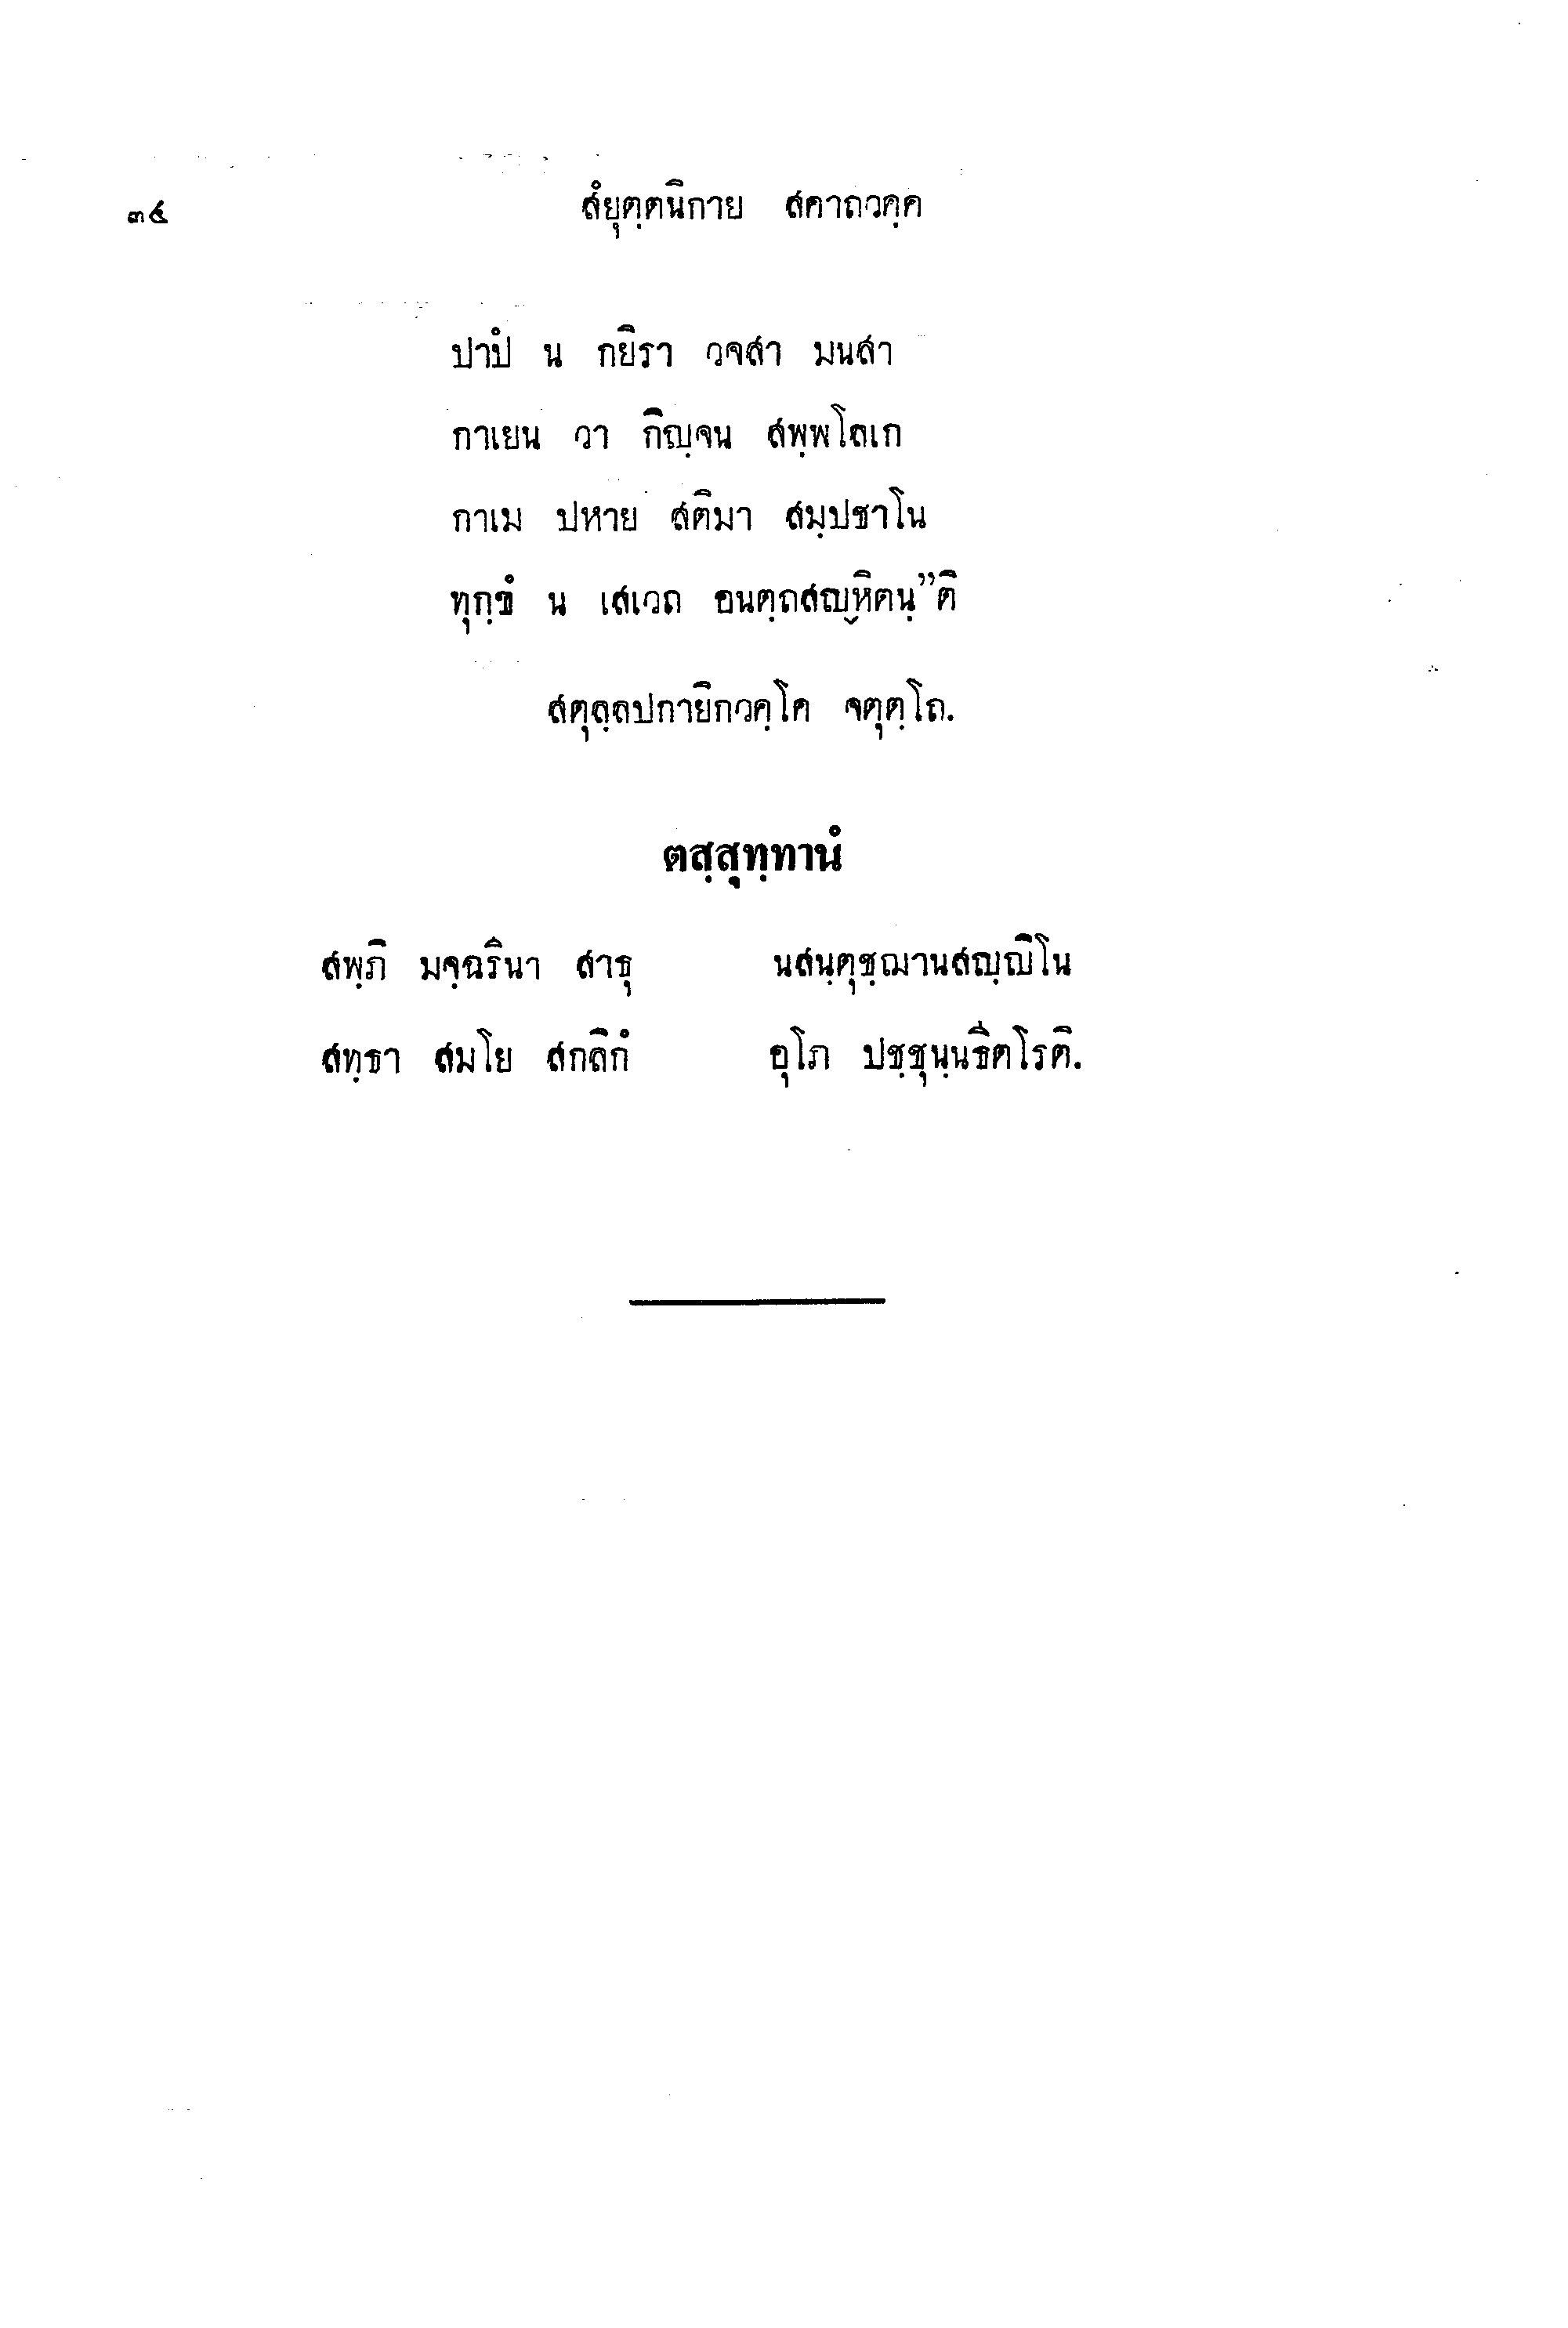 ๓๔ สํยุตฺตนิกาย สคาถวคฺค
ปาปํ น กยิรา วจสา มนสา
กาเยน วา กิญฺจน สพฺพโลเก
กาเม ปหาย สติมา สมฺปชาโน
ทุกฺขํ น เสเวถ อนตฺถสญฺหิตนฺ”ติ
สตุลฺลปกายิกวคฺโค จตุตฺโถ.
ตสฺสุทฺทานํ
สพฺภิ มจฺฉรินา สาธุ นสนฺตุชฺฌานสญฺญิโน
สทฺธา สมโย สกลิกํ อุโภ ปชฺชุนฺนธีตโรติ.